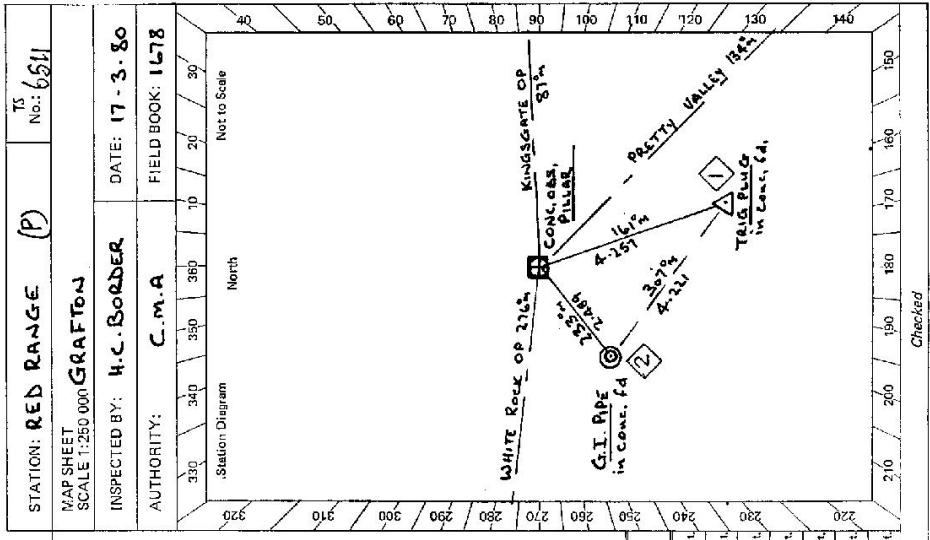 STATION: RED RANGE (P)
TS
No.: 6511
MAP SHEET
SCALE 1:250 000 GRAFTON
INSPECTED BY: H.C. BORDER
DATE: 17 - 3 - 80
AUTHORITY: C.M.A
FIELD BOOK: 1678
330 340 350 360 10 20 30
Station Diagram
North
Not to Scale
320
310
300
290
280
270
260
250
240
230
220
40
50
60
70
80
90
100
110
120
130
140
WHITE ROCK OP 276°M
KINGSGATE OP
87°M
CONC. OBS.
PILLAR
PRETTY VALLEY 134°M
233°M
2.489
161°M
4.257
307°M
4.221
G.I. PIPE
in conc. fd
2
TRIG PLUG
in conc. fd.
1
210 200 190 180 170 160 150
Checked